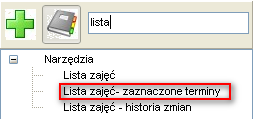 lista
Narzędzia
Lista zajęć
Lista zajęć- zaznaczone terminy
Lista zajęć - historia zmian